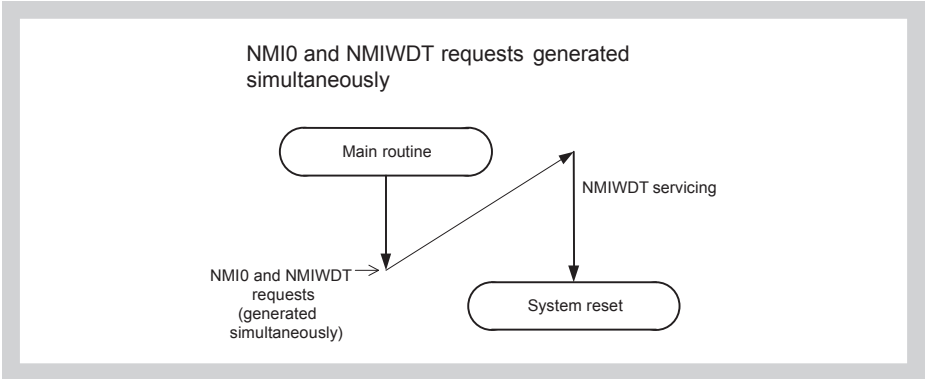 NMI0 and NMIWDT requests generated
simultaneously
Main routine
NMIWDT servicing
NMI0 and NMIWDT
requests
(generated
simultaneously)
System reset